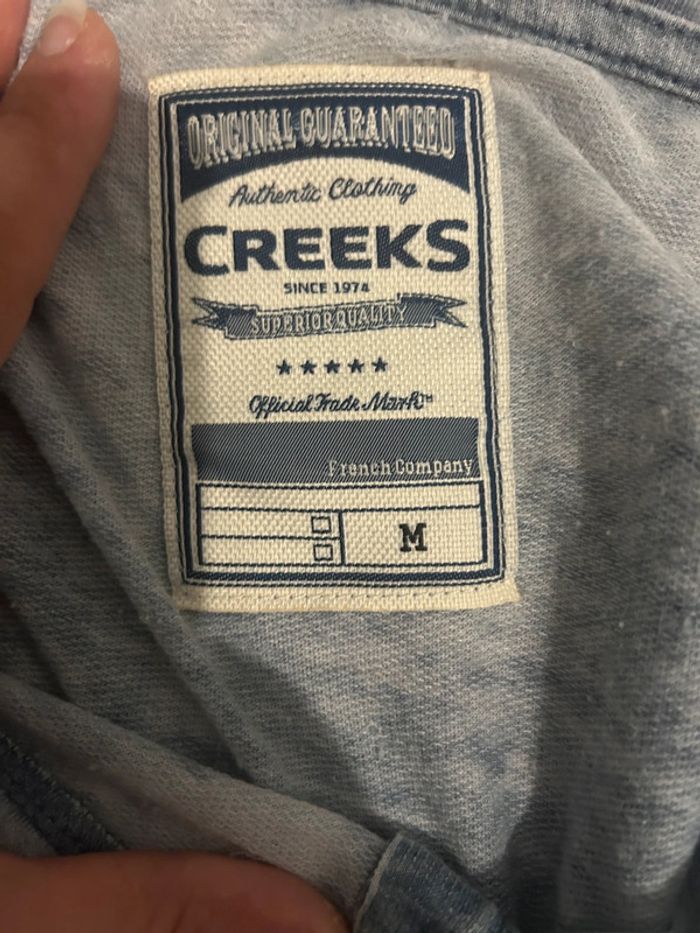 ORIGINAL GUARANTEED
Authentic Clothing
CREEKS
SINCE 1974
SUPERIOR QUALITY
Official Trade Mark™
French Company
M